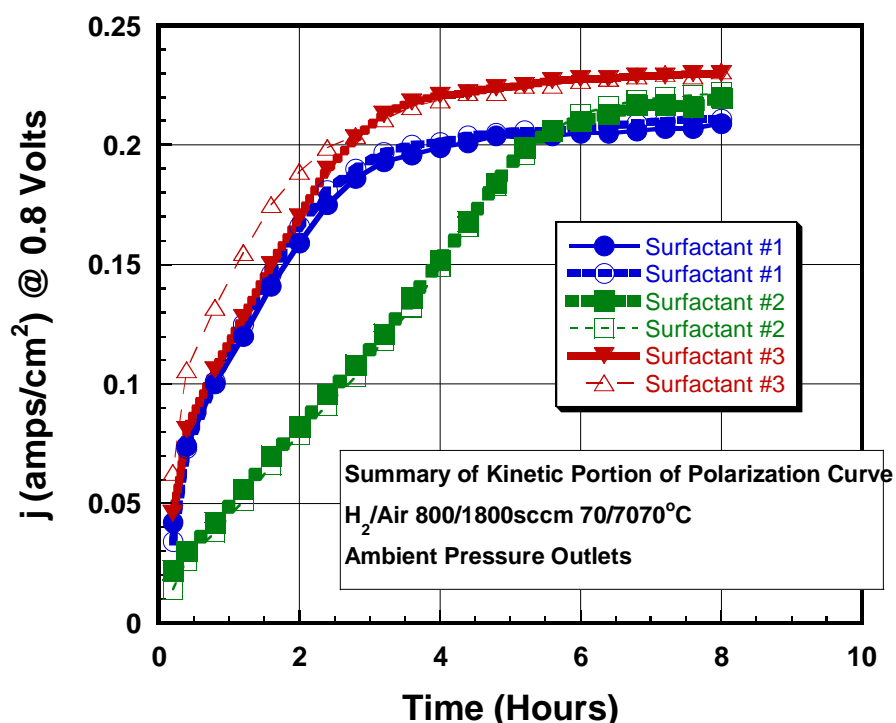 0.25
0.2
0.15
0.1
0.05
0
0
2
4
6
8
10
j (amps/cm²) @ 0.8 Volts
Time (Hours)
Surfactant #1
Surfactant #1
Surfactant #2
Surfactant #2
Surfactant #3
Surfactant #3
Summary of Kinetic Portion of Polarization Curve
H₂/Air 800/1800sccm 70/7070°C
Ambient Pressure Outlets